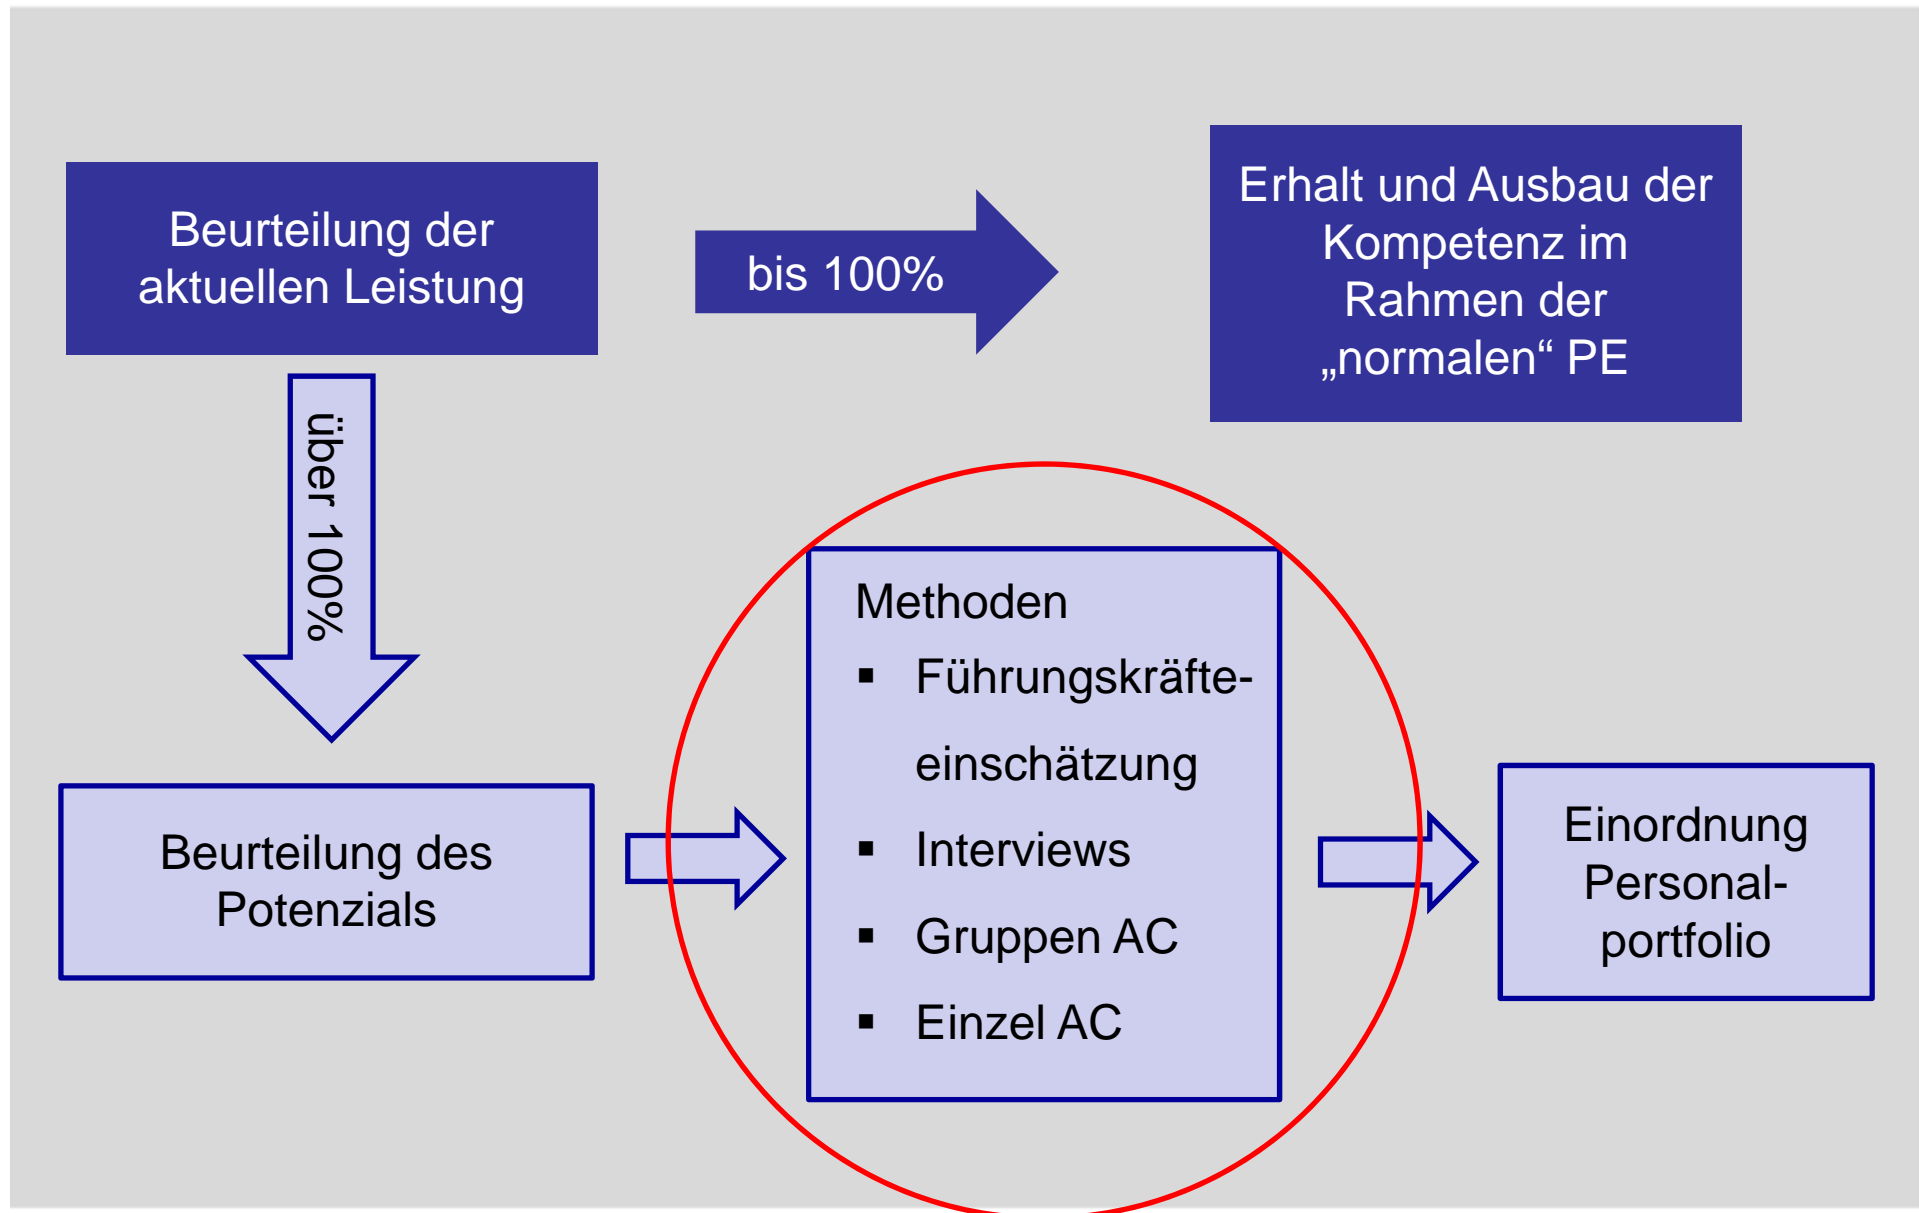 Beurteilung der
aktuellen Leistung
bis 100%
Erhalt und Ausbau der
Kompetenz im
Rahmen der
„normalen“ PE
über 100%
Beurteilung des
Potenzials
Methoden
▪ Führungskräfte-
einschätzung
▪ Interviews
▪ Gruppen AC
▪ Einzel AC
Einordnung
Personal-
portfolio